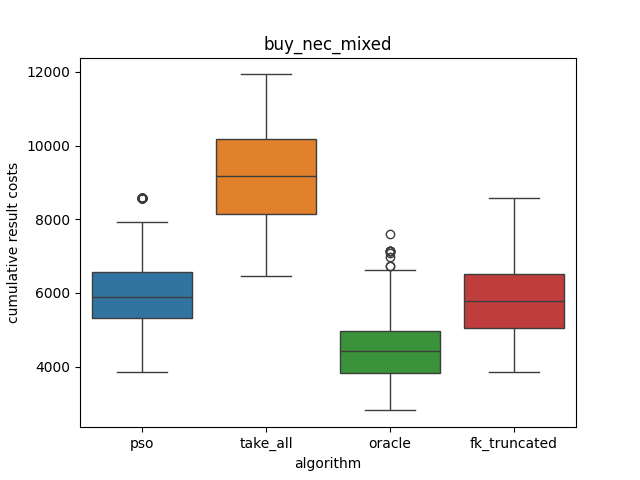 buy_nec_mixed
12000
10000
8000
6000
4000
cumulative result costs
pso take_all oracle fk_truncated
algorithm